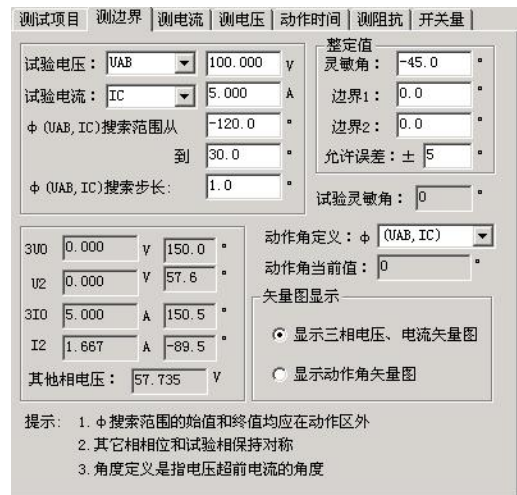 测试项目 测边界 测电流 测电压 动作时间 测阻抗 开关量
试验电压： UAB 100.000 V
试验电流： IC 5.000 A
φ (UAB, IC)搜索范围从 -120.0 °
到 30.0 °
φ (UAB, IC)搜索步长: 1.0 °
整定值
灵敏角： -45.0 °
边界1： 0.0 °
边界2： 0.0 °
允许误差：± 5 °
试验灵敏角： 0 °
3U0 0.000 V 150.0 °
U2 0.000 V 57.6 °
3I0 5.000 A 150.5 °
I2 1.667 A -89.5 °
其他相电压： 57.735 V
动作角定义：φ (UAB, IC)
动作角当前值： 0 °
矢量图显示
显示三相电压、电流矢量图
显示动作角矢量图
提示: 1. φ搜索范围的始值和终值均应在动作区外
2. 其它相相位和试验相保持对称
3. 角度定义是指电压超前电流的角度